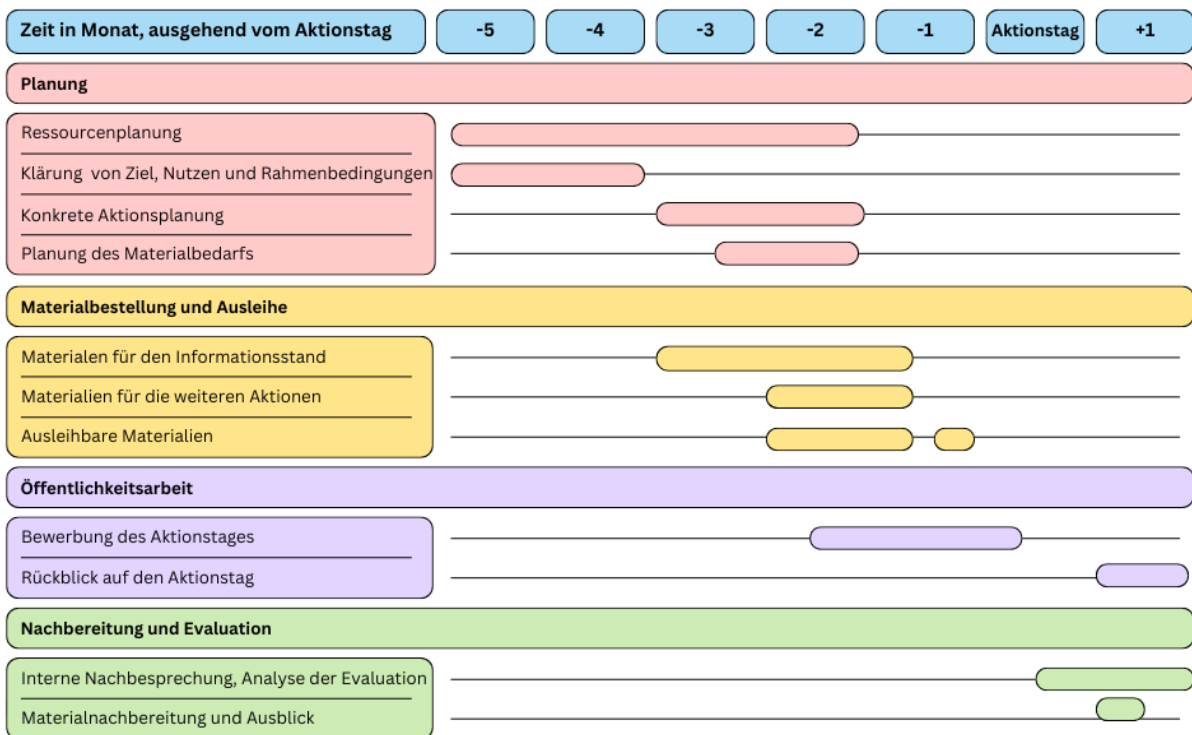 Zeit in Monat, ausgehend vom Aktionstag -5 -4 -3 -2 -1 Aktionstag +1
Planung
Ressourcenplanung
Klärung von Ziel, Nutzen und Rahmenbedingungen
Konkrete Aktionsplanung
Planung des Materialbedarfs
Materialbestellung und Ausleihe
Materialen für den Informationsstand
Materialien für die weiteren Aktionen
Ausleihbare Materialien
Öffentlichkeitsarbeit
Bewerbung des Aktionstages
Rückblick auf den Aktionstag
Nachbereitung und Evaluation
Interne Nachbesprechung, Analyse der Evaluation
Materialnachbereitung und Ausblick